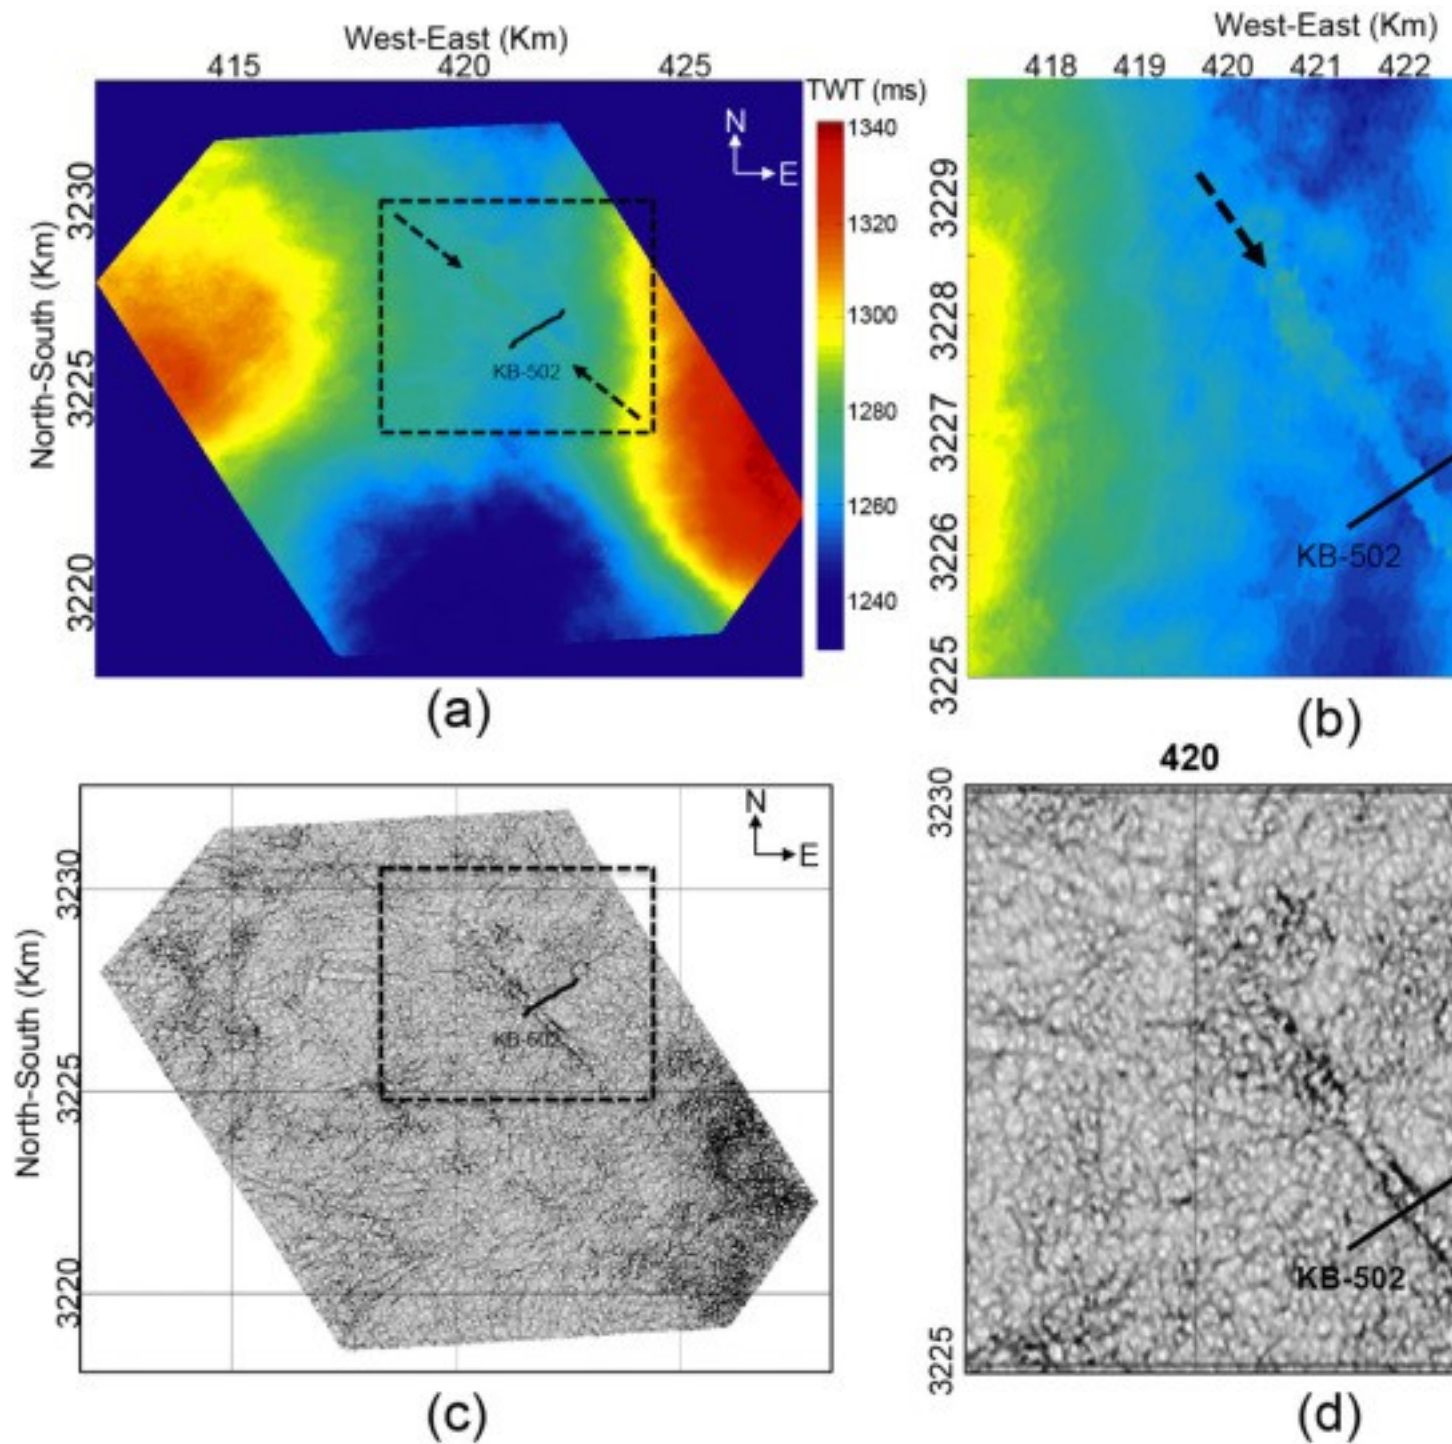 West-East (Km)
415 420 425
TWT (ms)
1340
1320
1300
1280
1260
1240
N
E
North-South (Km)
3230
3225
3220
KB-502
(a)
West-East (Km)
418 419 420 421 422
3229
3228
3227
3226
3225
KB-502
(b)
N
E
North-South (Km)
3230
3225
3220
KB-502
(c)
420
3230
3225
KB-502
(d)